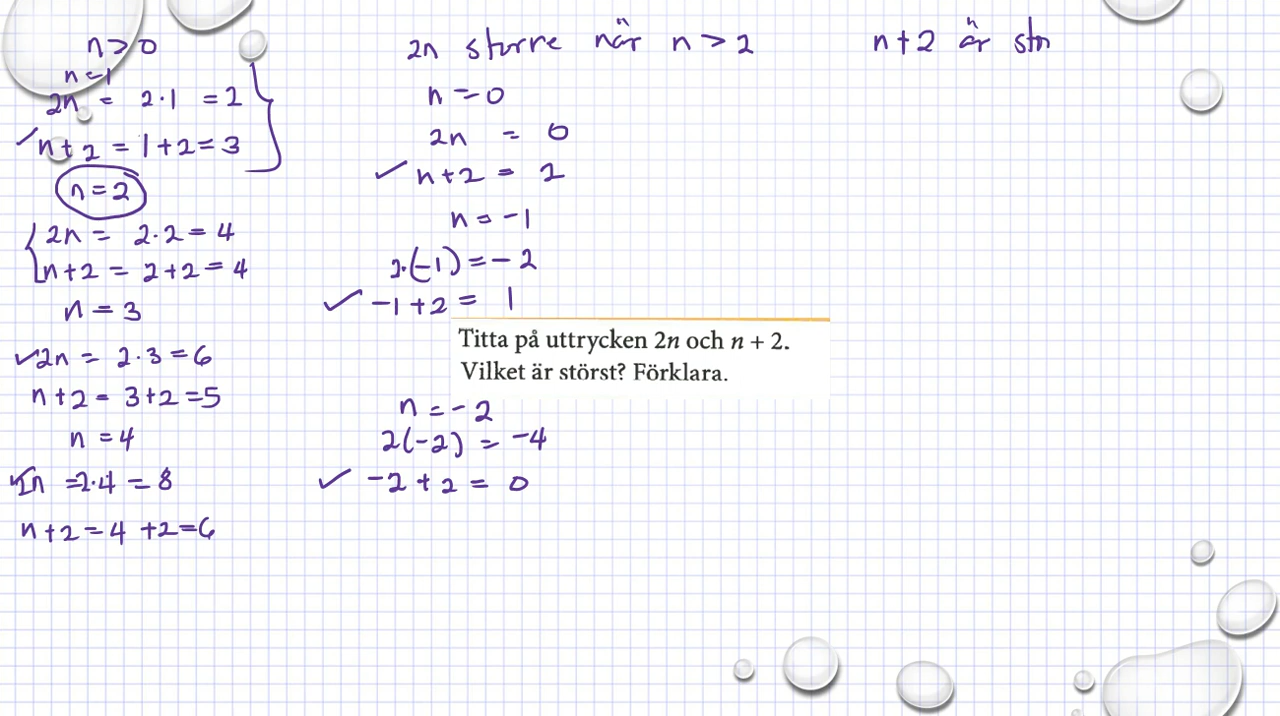 n > 0
n = 1
2n = 2·1 = 2
✓ n+2 = 1+2 = 3
n = 2
2n = 2·2 = 4
n+2 = 2+2 = 4
n = 3
✓ 2n = 2·3 = 6
n+2 = 3+2 = 5
n = 4
✓ 2n = 2·4 = 8
n+2 = 4+2 = 6
2n större när n > 2
n = 0
2n = 0
✓ n+2 = 2
n = -1
2·(-1) = -2
✓ -1+2 = 1
Titta på uttrycken 2n och n + 2.
Vilket är störst? Förklara.
n = -2
2(-2) = -4
✓ -2+2 = 0
n+2 är stör